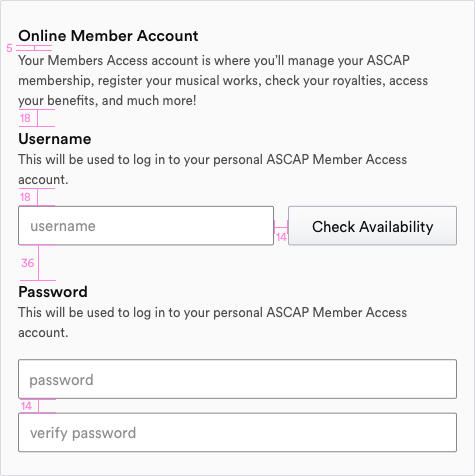 Online Member Account
5
Your Members Access account is where you’ll manage your ASCAP
membership, register your musical works, check your royalties, access
your benefits, and much more!
18
Username
This will be used to log in to your personal ASCAP Member Access
account.
18
username
14
Check Availability
36
Password
This will be used to log in to your personal ASCAP Member Access
account.
password
14
verify password